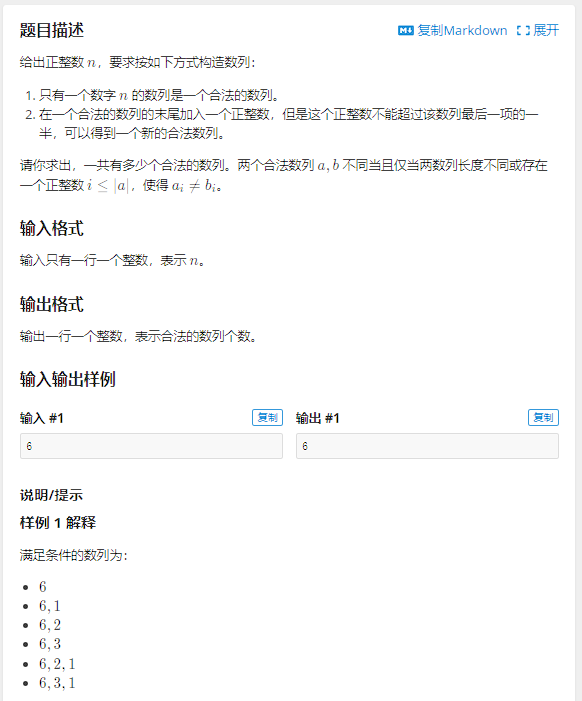 题目描述
复制Markdown 展开
给出正整数 n，要求按如下方式构造数列：
1. 只有一个数字 n 的数列是一个合法的数列。
2. 在一个合法的数列的末尾加入一个正整数，但是这个正整数不能超过该数列最后一项的一
半，可以得到一个新的合法数列。
请你求出，一共有多少个合法的数列。两个合法数列 a, b 不同当且仅当两数列长度不同或存在
一个正整数 i ≤ |a|，使得 a_i ≠ b_i。
输入格式
输入只有一行一个整数，表示 n。
输出格式
输出一行一个整数，表示合法的数列个数。
输入输出样例
输入 #1 复制 输出 #1 复制
6 6
说明/提示
样例 1 解释
满足条件的数列为：
• 6
• 6, 1
• 6, 2
• 6, 3
• 6, 2, 1
• 6, 3, 1